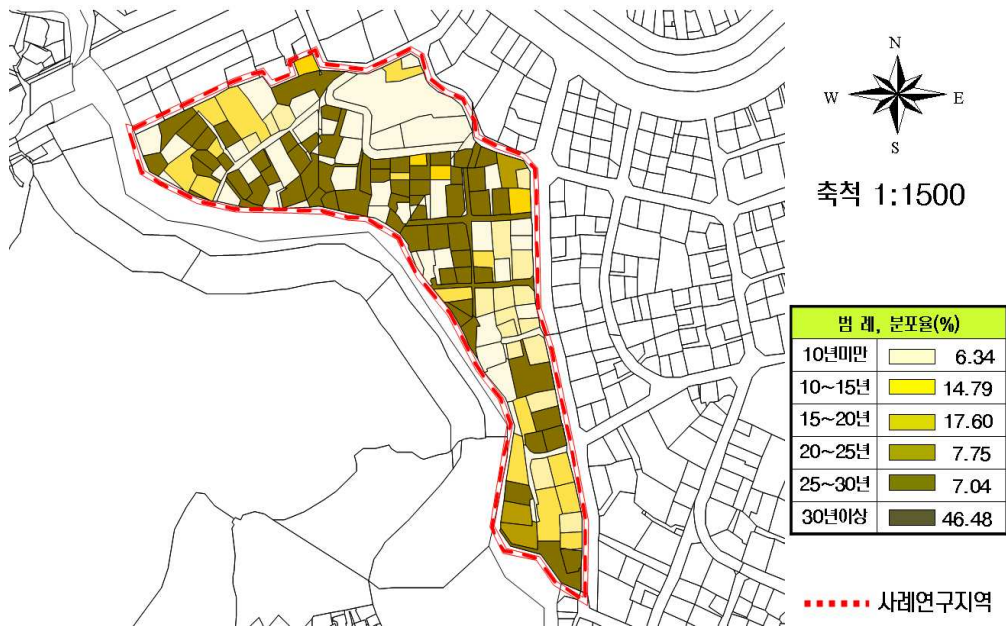 N
W E
S
축척 1:1500
범 례, 분포율(%)
10년미만 6.34
10~15년 14.79
15~20년 17.60
20~25년 7.75
25~30년 7.04
30년이상 46.48
사례연구지역